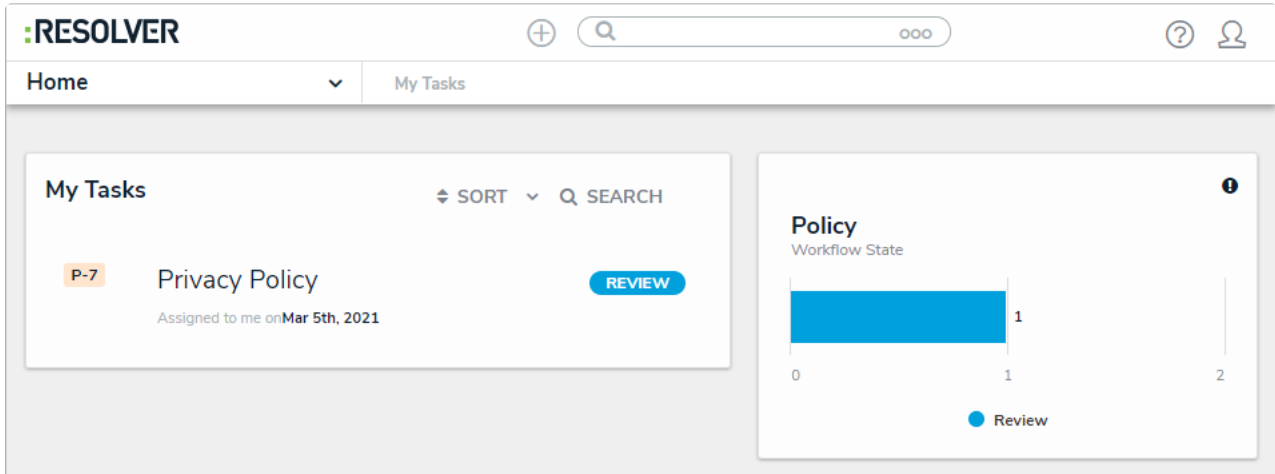 :RESOLVER
Home
My Tasks
My Tasks
SORT
SEARCH
P-7
Privacy Policy
REVIEW
Assigned to me onMar 5th, 2021
Policy
Workflow State
1
0 1 2
Review